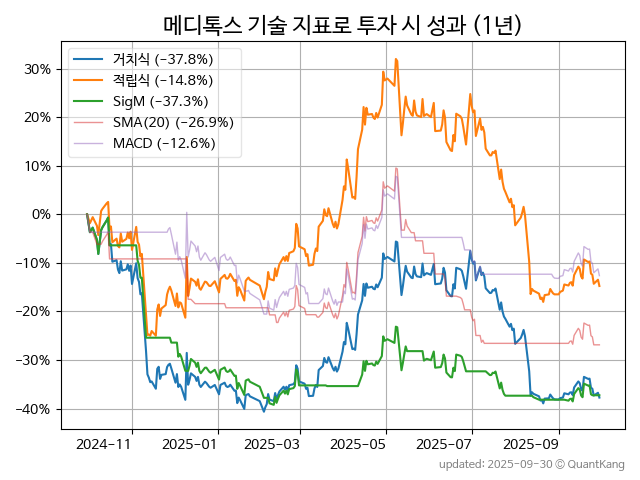 메디톡스 기술 지표로 투자 시 성과 (1년)
거치식 (−37.8%)
적립식 (−14.8%)
SigM (−37.3%)
SMA(20) (−26.9%)
MACD (−12.6%)
30%
20%
10%
0%
−10%
−20%
−30%
−40%
2024−11
2025−01
2025−03
2025−05
2025−07
2025−09
updated: 2025-09-30 © QuantKang